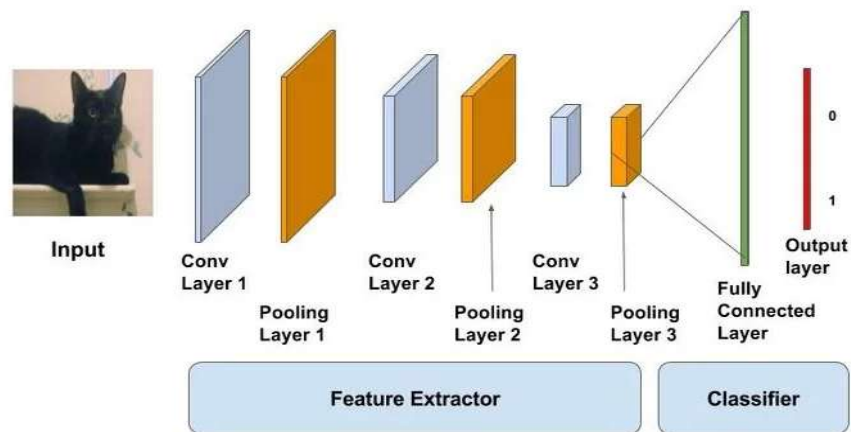 Input
Conv
Layer 1
Pooling
Layer 1
Conv
Layer 2
Pooling
Layer 2
Conv
Layer 3
Pooling
Layer 3
Fully
Connected
Layer
0
1
Output
layer
Feature Extractor
Classifier